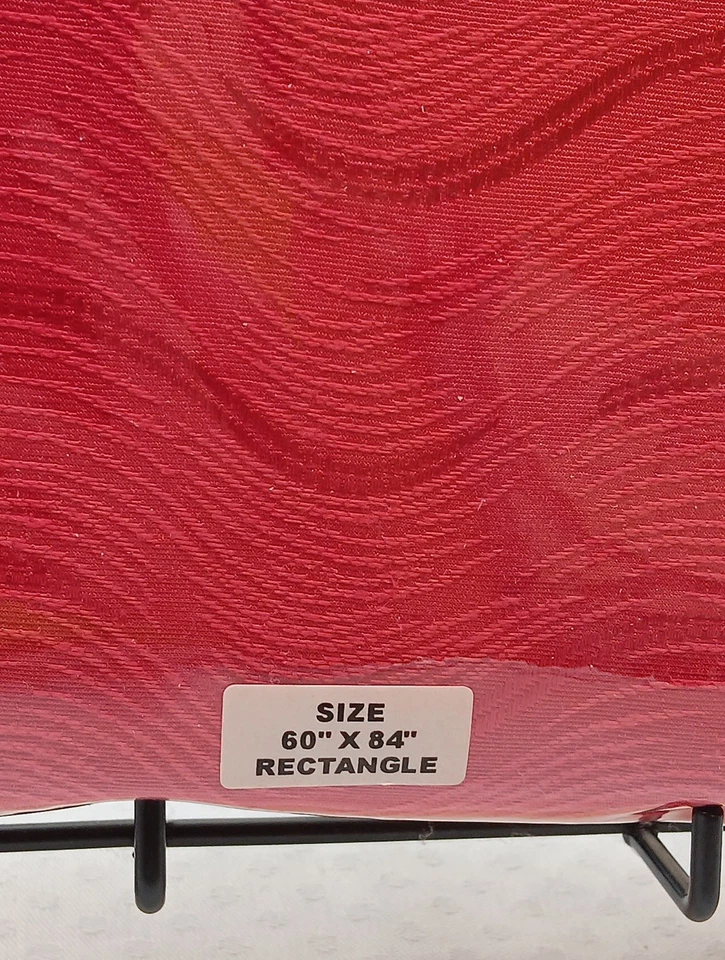 SIZE
60" X 84"
RECTANGLE